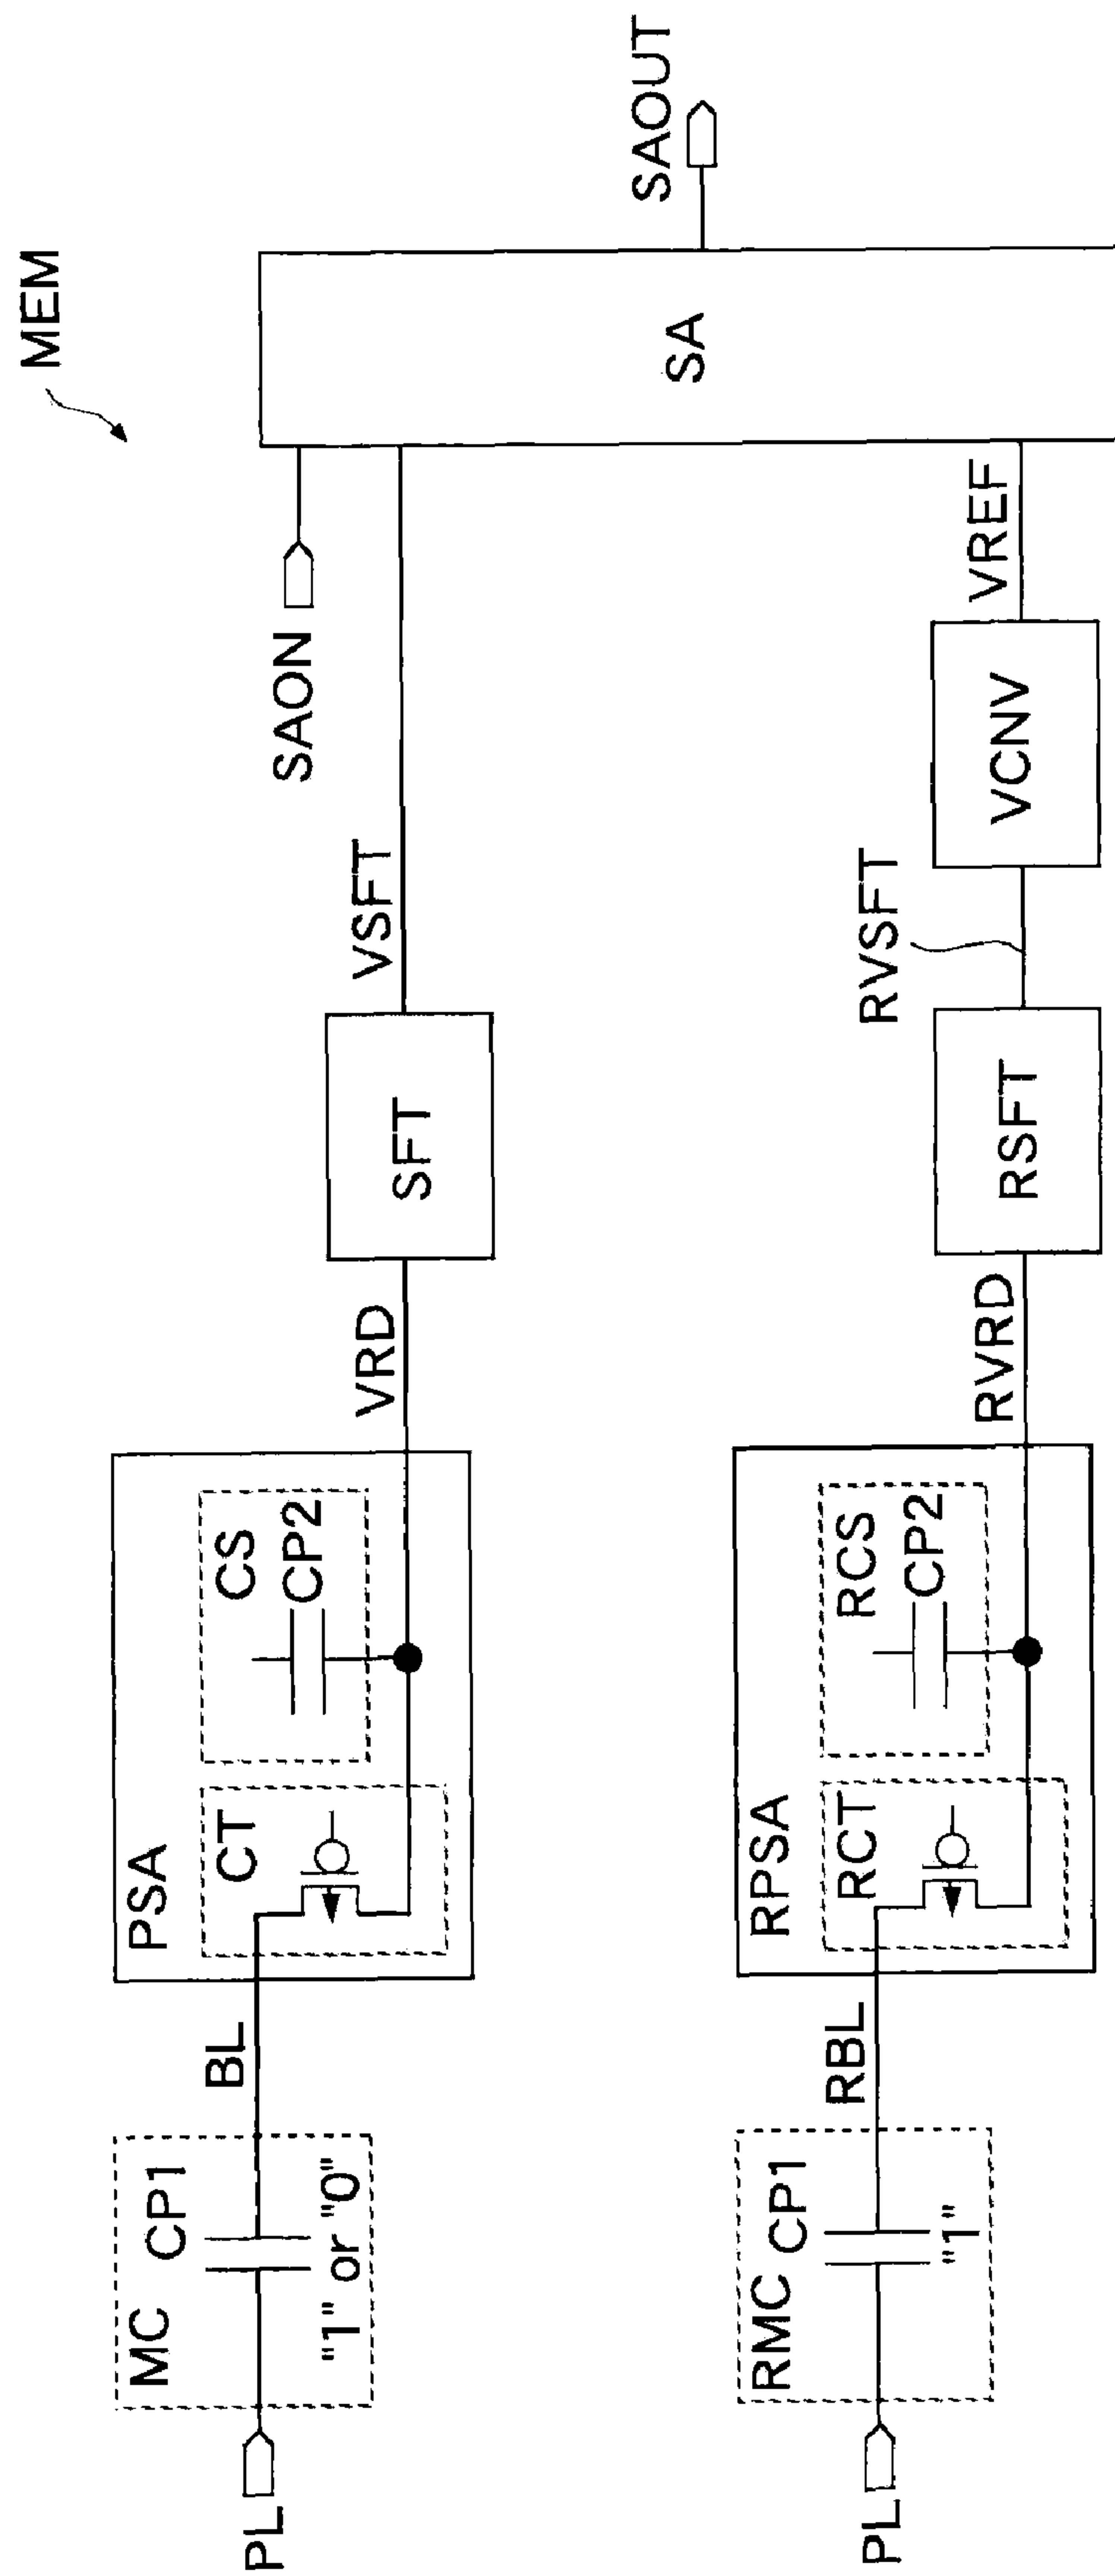 MEM
PL
MC CP1
"1" or "0"
BL
PSA
CT
CS
CP2
VRD
SFT
VSFT
SAON
SA
SAOUT
PL
RMC CP1
"1"
RBL
RPSA
RCT
RCS
CP2
RVRD
RSFT
RVSFT
VCNV
VREF